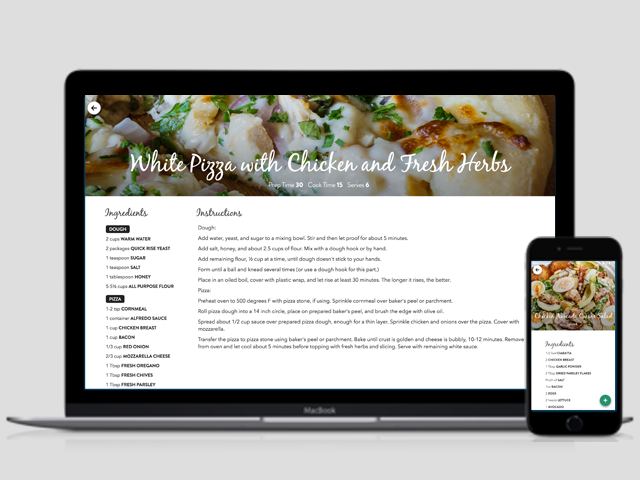 White Pizza with Chicken and Fresh Herbs
Prep Time 30 Cook Time 15 Serves 6
Ingredients
DOUGH
2 cups WARM WATER
2 packages QUICK RISE YEAST
1 teaspoon SUGAR
1 teaspoon SALT
1 tablespoon HONEY
5 5⅓ cups ALL PURPOSE FLOUR
PIZZA
1-2 tsp CORNMEAL
1 container ALFREDO SAUCE
1 cup CHICKEN BREAST
1 cup BACON
1/3 cup RED ONION
2/3 cup MOZZARELLA CHEESE
1 Tbsp FRESH OREGANO
1 Tbsp FRESH CHIVES
1 Tbsp FRESH PARSLEY
Instructions
Dough:
Add water, yeast, and sugar to a mixing bowl. Stir and then let proof for about 5 minutes.
Add salt, honey, and about 2.5 cups of flour. Mix with a dough hook or by hand.
Add remaining flour, ½ cup at a time, until dough doesn't stick to your hands.
Form until a ball and knead several times (or use a dough hook for this part.)
Place in an oiled boil, cover with plastic wrap, and let rise at least 30 minutes. The longer it rises, the better.
Pizza:
Preheat oven to 500 degrees F with pizza stone, if using. Sprinkle cornmeal over baker's peel or parchment.
Roll pizza dough into a 14 inch circle, place on prepared baker's peel, and brush the edge with olive oil.
Spread about 1/2 cup sauce over prepared pizza dough, enough for a thin layer. Sprinkle chicken and onions over the pizza. Cover with
mozzarella.
Transfer the pizza to pizza stone using baker's peel or parchment. Bake until crust is golden and cheese is bubbly, 10-12 minutes. Remove
from oven and let cool about 5 minutes before topping with fresh herbs and slicing. Serve with remaining white sauce.
MacBook
Chicken Avocado Caesar Salad
Ingredients
1/2 loaf CIABATTA
2 CHICKEN BREAST
1 Tbsp GARLIC POWDER
2 Tbsp DRIED PARSLEY FLAKES
Pinch of SALT
1 lb BACON
2 EGGS
2 heads LETTUCE
1 AVOCADO